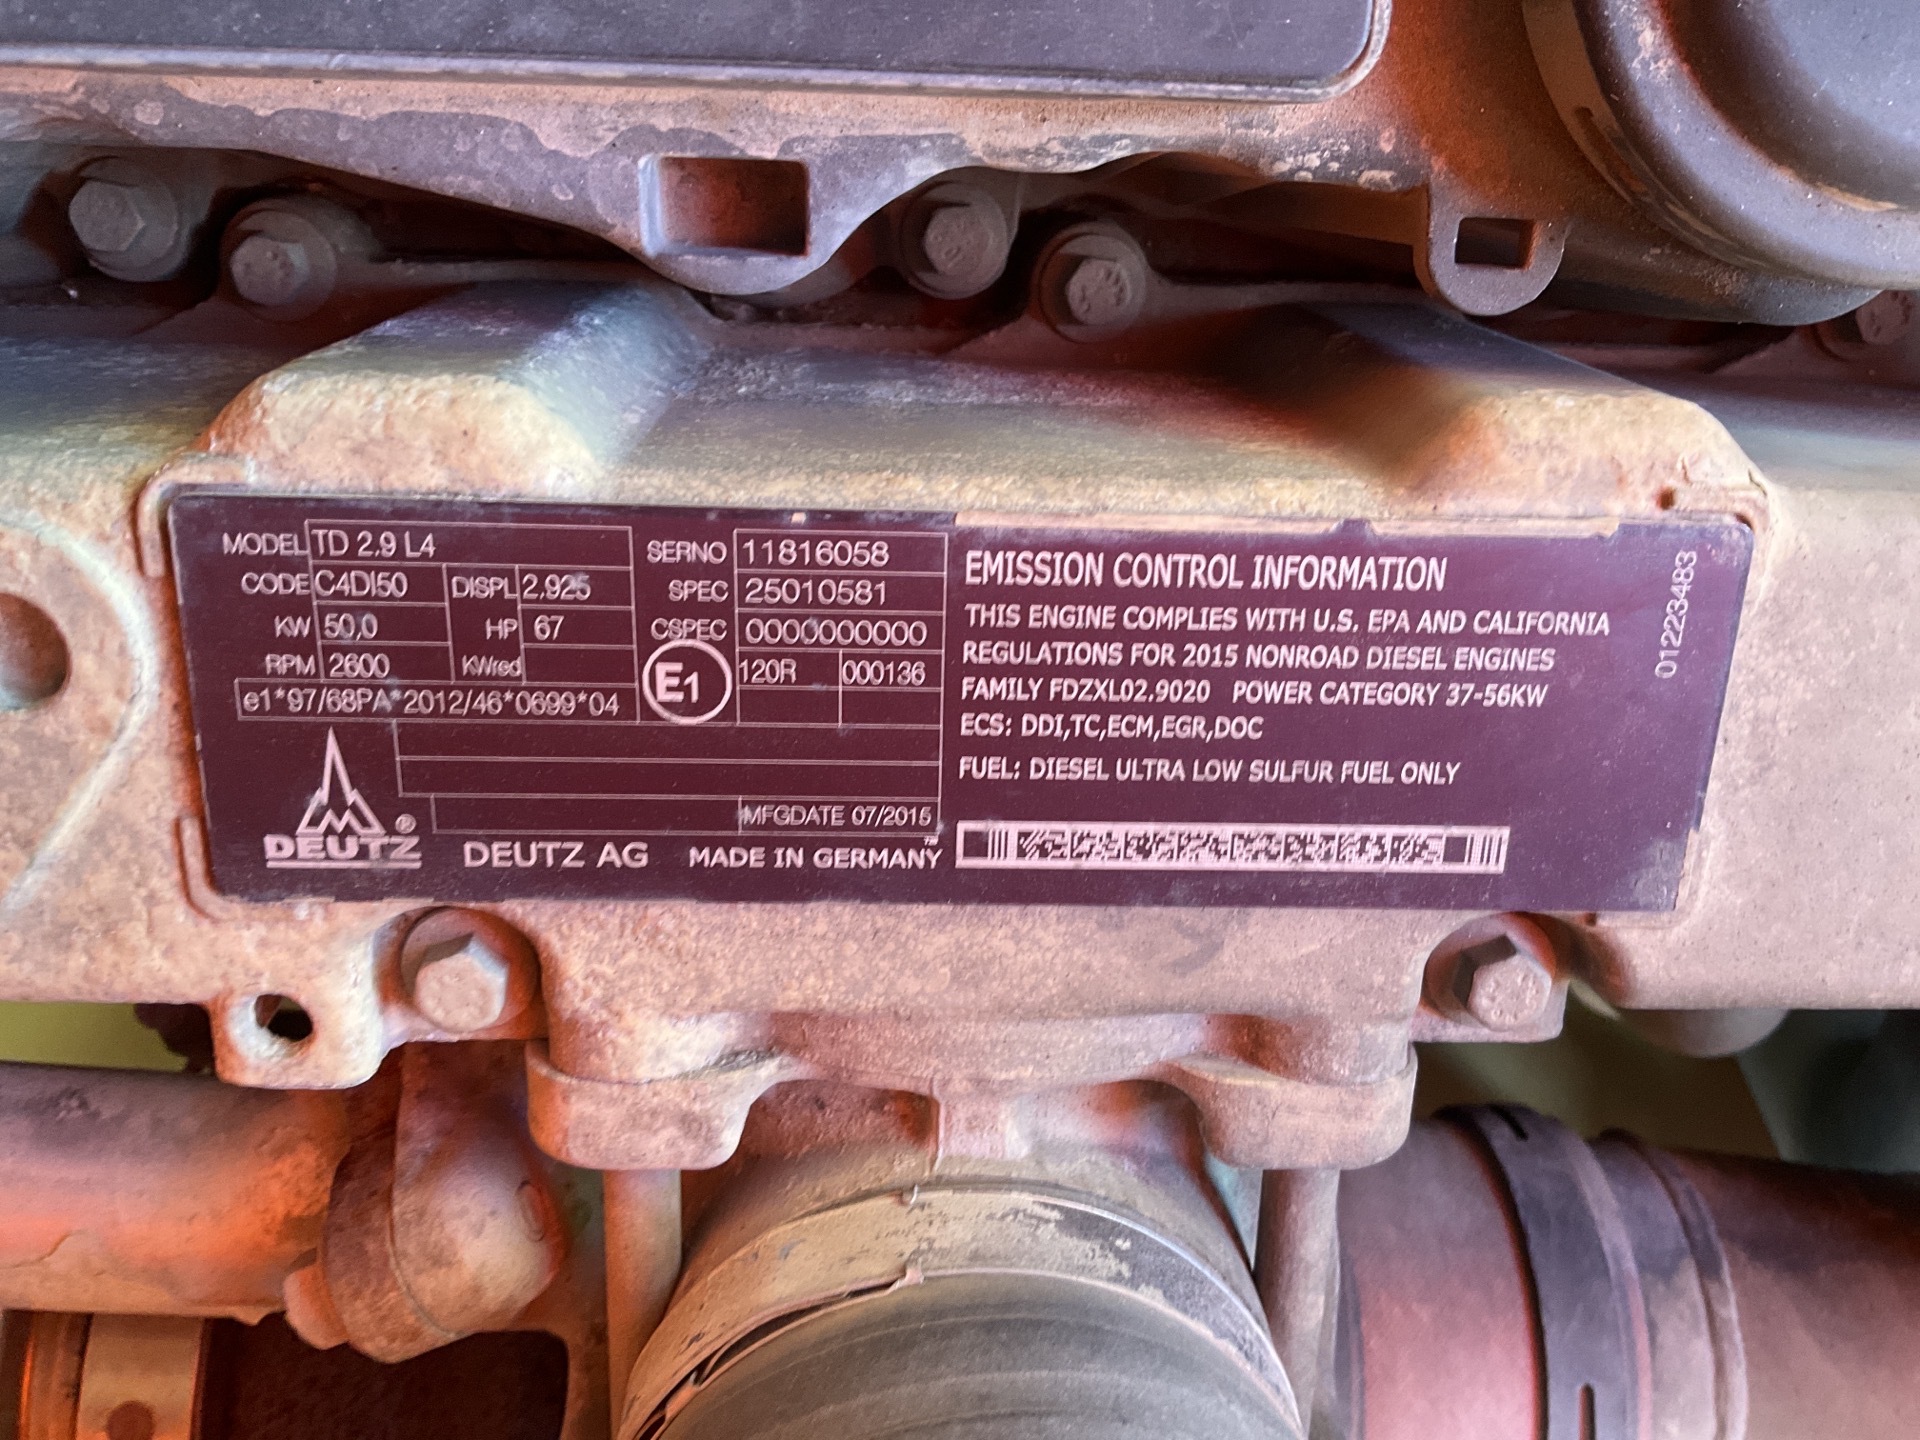 MODEL TD 2.9 L4
CODE C4DI50 DISPL 2,925
KW 50,0 HP 67
RPM 2600 KWred
e1*97/68PA*2012/46*0699*04
SERNO 11816058
SPEC 25010581
CSPEC 0000000000
E1 120R 000136
MFGDATE 07/2015
DEUTZ ®
DEUTZ AG MADE IN GERMANY
EMISSION CONTROL INFORMATION
THIS ENGINE COMPLIES WITH U.S. EPA AND CALIFORNIA
REGULATIONS FOR 2015 NONROAD DIESEL ENGINES
FAMILY FDZXL02.9020 POWER CATEGORY 37-56KW
ECS: DDI,TC,ECM,EGR,DOC
FUEL: DIESEL ULTRA LOW SULFUR FUEL ONLY
01223483